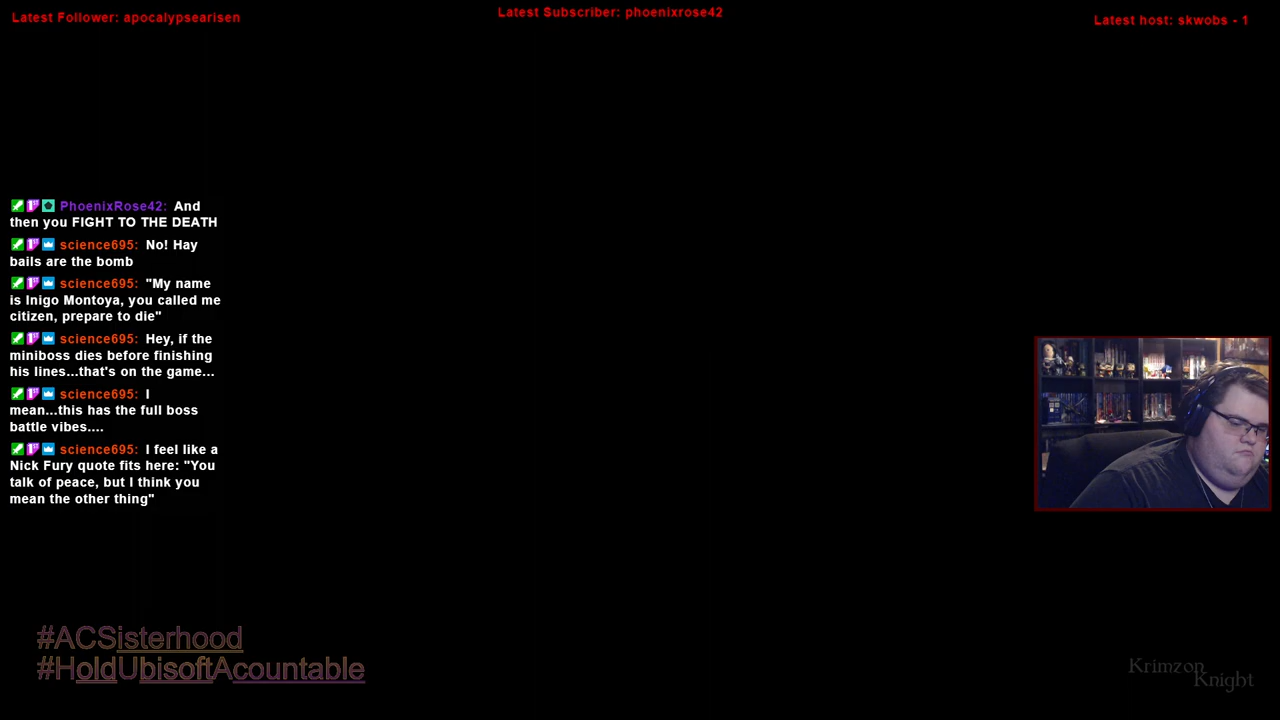 Latest Follower: apocalypsearisen
Latest Subscriber: phoenixrose42
Latest host: skwobs - 1
PhoenixRose42: And
then you FIGHT TO THE DEATH
science695: No! Hay
bails are the bomb
science695: "My name
is Inigo Montoya, you called me
citizen, prepare to die"
science695: Hey, if the
miniboss dies before finishing
his lines...that's on the game...
science695: I
mean...this has the full boss
battle vibes....
science695: I feel like a
Nick Fury quote fits here: "You
talk of peace, but I think you
mean the other thing"
#ACSisterhood
#HoldUbisoftAcountable
Krimzon
Knight